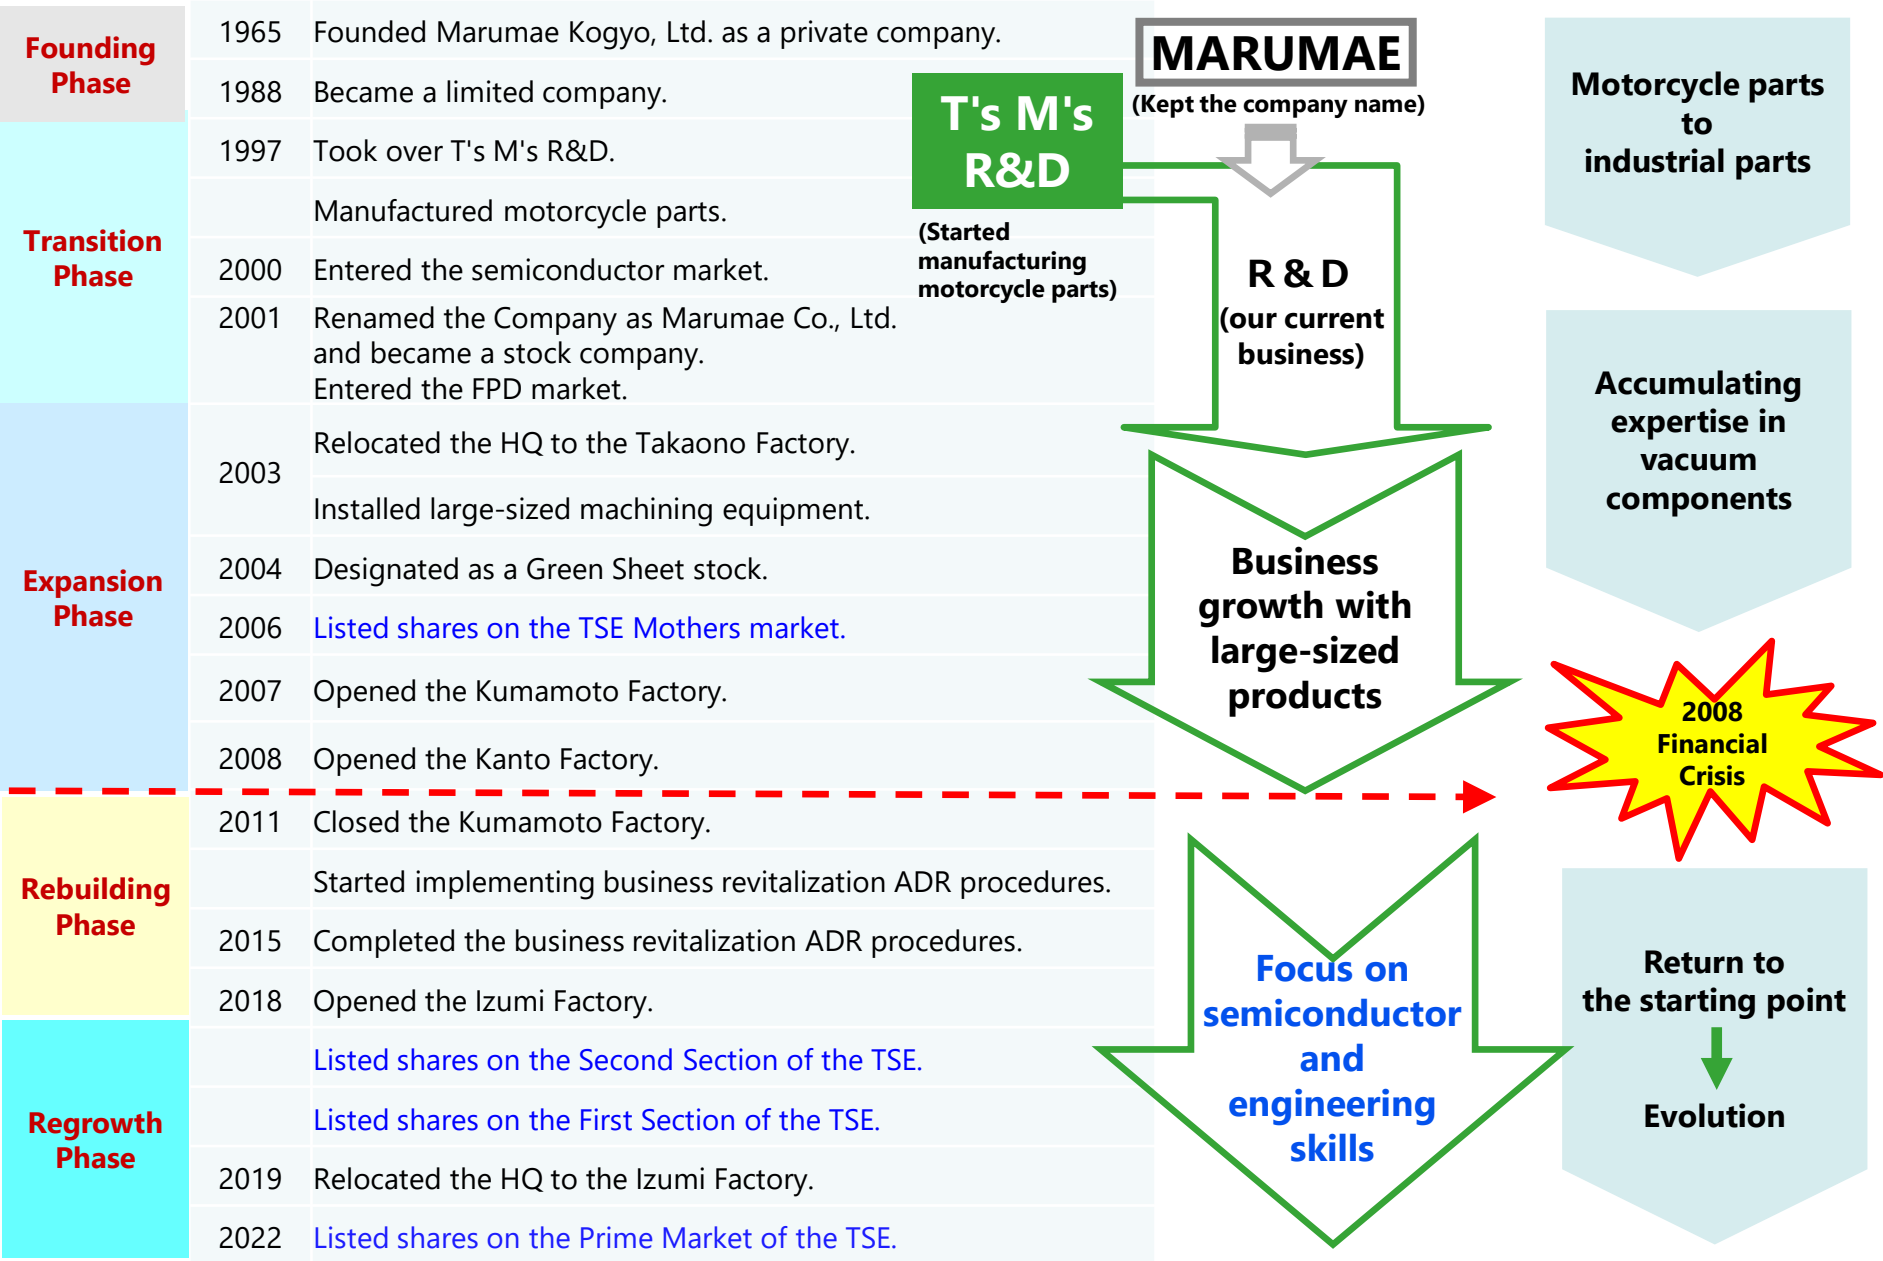 Founding
Phase
1965 Founded Marumae Kogyo, Ltd. as a private company.
1988 Became a limited company.
Transition
Phase
1997 Took over T's M's R&D.
Manufactured motorcycle parts.
2000 Entered the semiconductor market.
2001 Renamed the Company as Marumae Co., Ltd.
and became a stock company.
Entered the FPD market.
Expansion
Phase
2003
Relocated the HQ to the Takaono Factory.
Installed large-sized machining equipment.
2004 Designated as a Green Sheet stock.
2006 Listed shares on the TSE Mothers market.
2007 Opened the Kumamoto Factory.
2008 Opened the Kanto Factory.
Rebuilding
Phase
2011 Closed the Kumamoto Factory.
Started implementing business revitalization ADR procedures.
2015 Completed the business revitalization ADR procedures.
2018 Opened the Izumi Factory.
Regrowth
Phase
Listed shares on the Second Section of the TSE.
Listed shares on the First Section of the TSE.
2019 Relocated the HQ to the Izumi Factory.
2022 Listed shares on the Prime Market of the TSE.
MARUMAE
(Kept the company name)
T's M's
R&D
(Started
manufacturing
motorcycle parts)
R & D
(our current
business)
Business
growth with
large-sized
products
Focus on
semiconductor
and
engineering
skills
Motorcycle parts
to
industrial parts
Accumulating
expertise in
vacuum
components
2008
Financial
Crisis
Return to
the starting point
Evolution